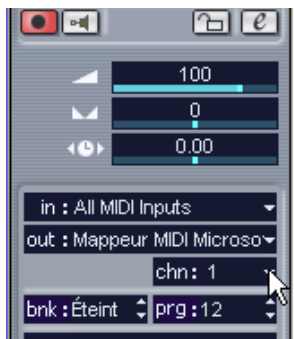 e
100
0
0.00
in : All MIDI Inputs
out : Mappeur MIDI Microso
chn: 1
bnk : Éteint prg : 12